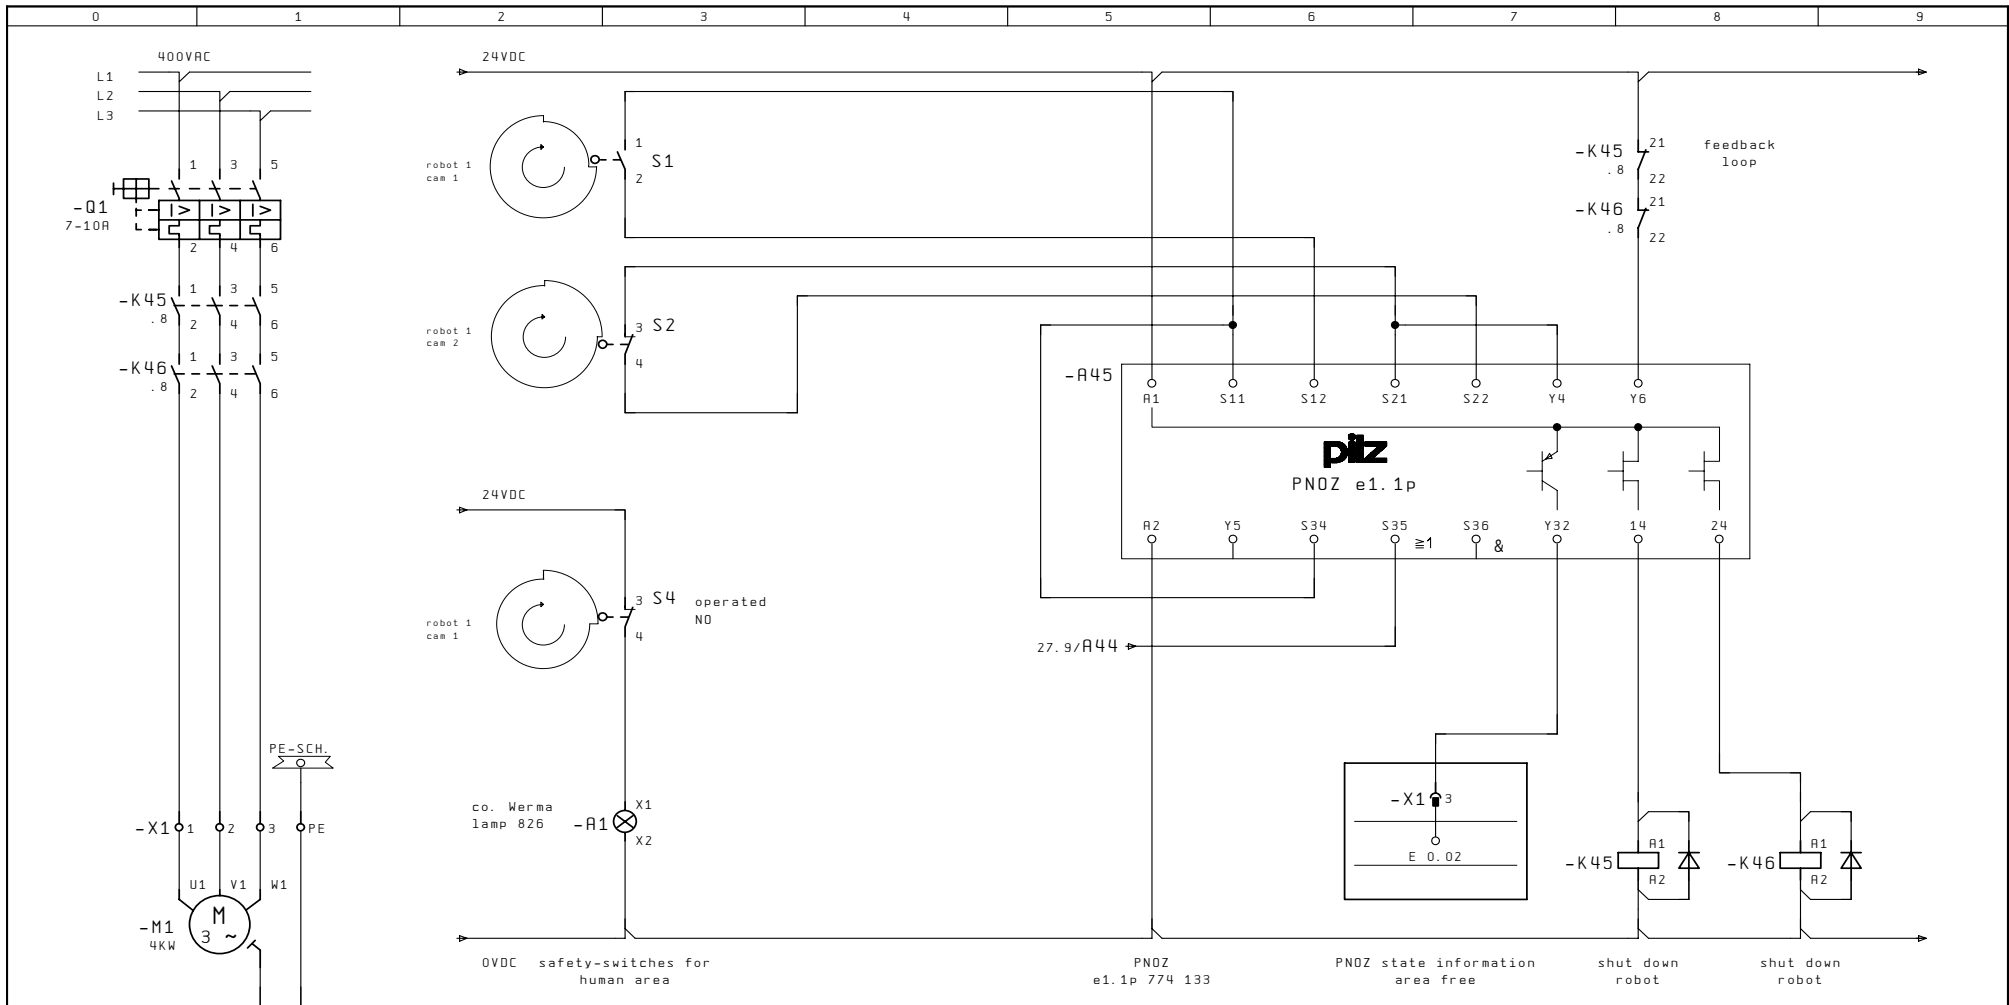 0 1 2 3 4 5 6 7 8 9
400VAC
L1
L2
L3
1 3 5
-Q1
7-10A
I> I> I>
2 4 6
1 3 5
-K45
.8
2 4 6
1 3 5
-K46
.8
2 4 6
PE-SCH.
-X1 1 2 3 PE
U1 V1 W1
M
3 ~
-M1
4KW
24VDC
robot 1
cam 1
1
S1
2
robot 1
cam 2
3
S2
4
24VDC
robot 1
cam 1
3
S4 operated
NO
4
co. Werma
lamp 826
-A1
X1
X2
0VDC safety-switches for
human area
-K45
.8
21
22
feedback
loop
-K46
.8
21
22
-A45
A1 S11 S12 S21 S22 Y4 Y6
pilz
PNOZ e1.1p
A2 Y5 S34 S35 S36 Y32 14 24
≧1 &
27.9/A44
-X1 3
E 0.02
-K45
A1
A2
-K46
A1
A2
PNOZ
e1.1p 774 133
PNOZ state information
area free
shut down
robot
shut down
robot